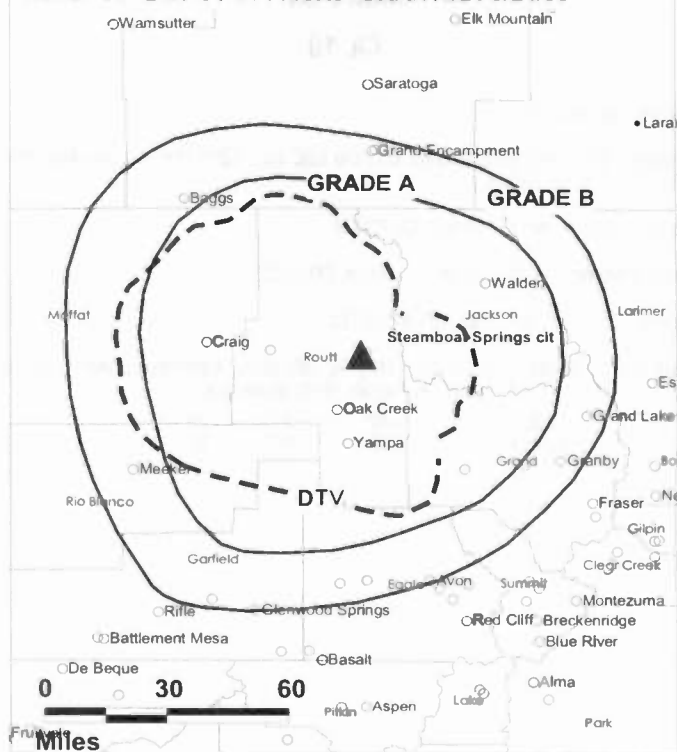 Wamsutter
Elk Mountain
Saratoga
Grand Encampment
GRADE A
GRADE B
Baggs
Walden
Moffat
Jackson
Larimer
Steamboat Springs cit
Craig
Routt
Oak Creek
Grand Lake
Yampa
Meeker
Grand
Granby
DTV
Rio Blanco
Fraser
Gilpin
Garfield
Clear Creek
Eagle
Avon
Summit
Rifle
Glenwood Springs
Montezuma
Red Cliff
Breckenridge
Battlement Mesa
Blue River
De Beque
Basalt
0 30 60
Alma
Pitkin
Aspen
Lake
Park
Miles